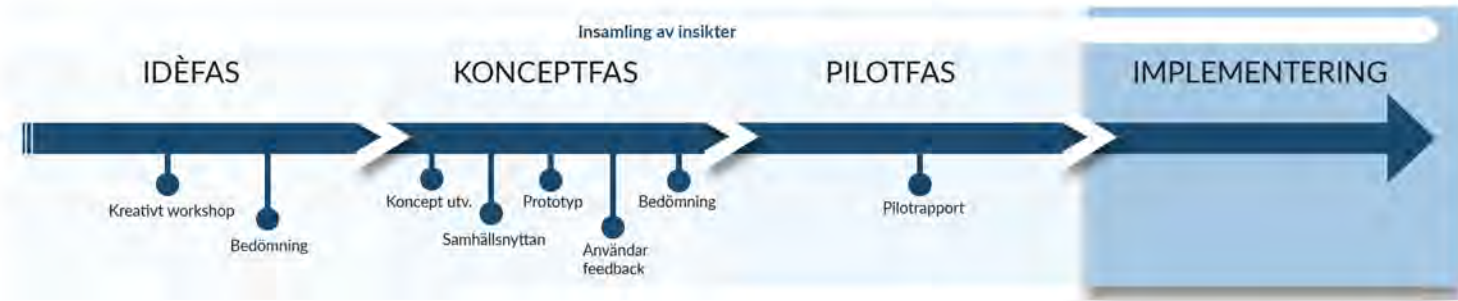 Insamling av insikter
IDÈFAS
KONCEPTFAS
PILOTFAS
IMPLEMENTERING
Kreativt workshop
Bedömning
Koncept utv.
Samhällsnyttan
Prototyp
Användar
feedback
Bedömning
Pilotrapport